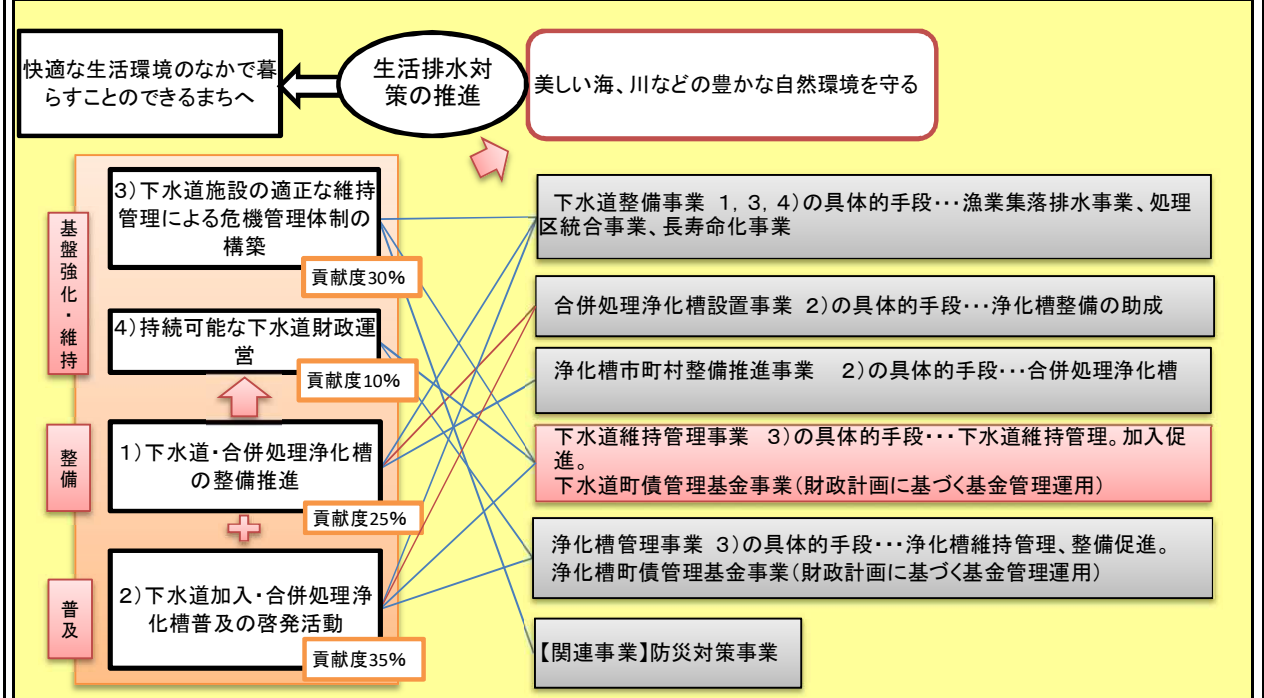 快適な生活環境のなかで暮
らすことのできるまちへ
生活排水対
策の推進
美しい海、川などの豊かな自然環境を守る
基盤強化・維持
3)下水道施設の適正な維持
管理による危機管理体制の
構築
貢献度30%
4)持続可能な下水道財政運
営
貢献度10%
整備
1)下水道・合併処理浄化槽
の整備推進
貢献度25%
普及
2)下水道加入・合併処理浄
化槽普及の啓発活動
貢献度35%
下水道整備事業 1, 3, 4)の具体的手段・・・漁業集落排水事業、処理
区統合事業、長寿命化事業
合併処理浄化槽設置事業 2)の具体的手段・・・浄化槽整備の助成
浄化槽市町村整備推進事業 2)の具体的手段・・・合併処理浄化槽
下水道維持管理事業 3)の具体的手段・・・下水道維持管理。加入促
進。
下水道町債管理基金事業(財政計画に基づく基金管理運用)
浄化槽管理事業 3)の具体的手段・・・浄化槽維持管理、整備促進。
浄化槽町債管理基金事業(財政計画に基づく基金管理運用)
【関連事業】防災対策事業